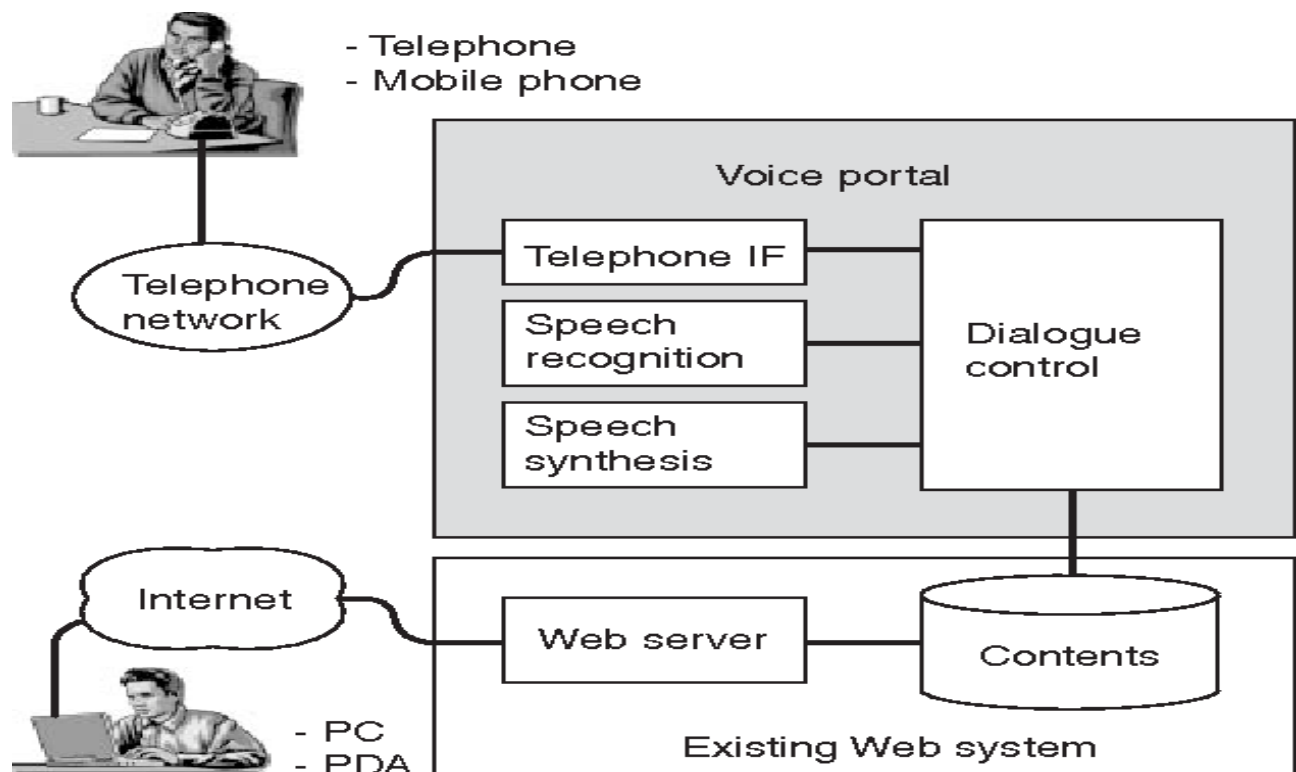 - Telephone
- Mobile phone
Voice portal
Telephone
network
Telephone IF
Speech
recognition
Speech
synthesis
Dialogue
control
Internet
Web server
Contents
- PC
- PDA
Existing Web system